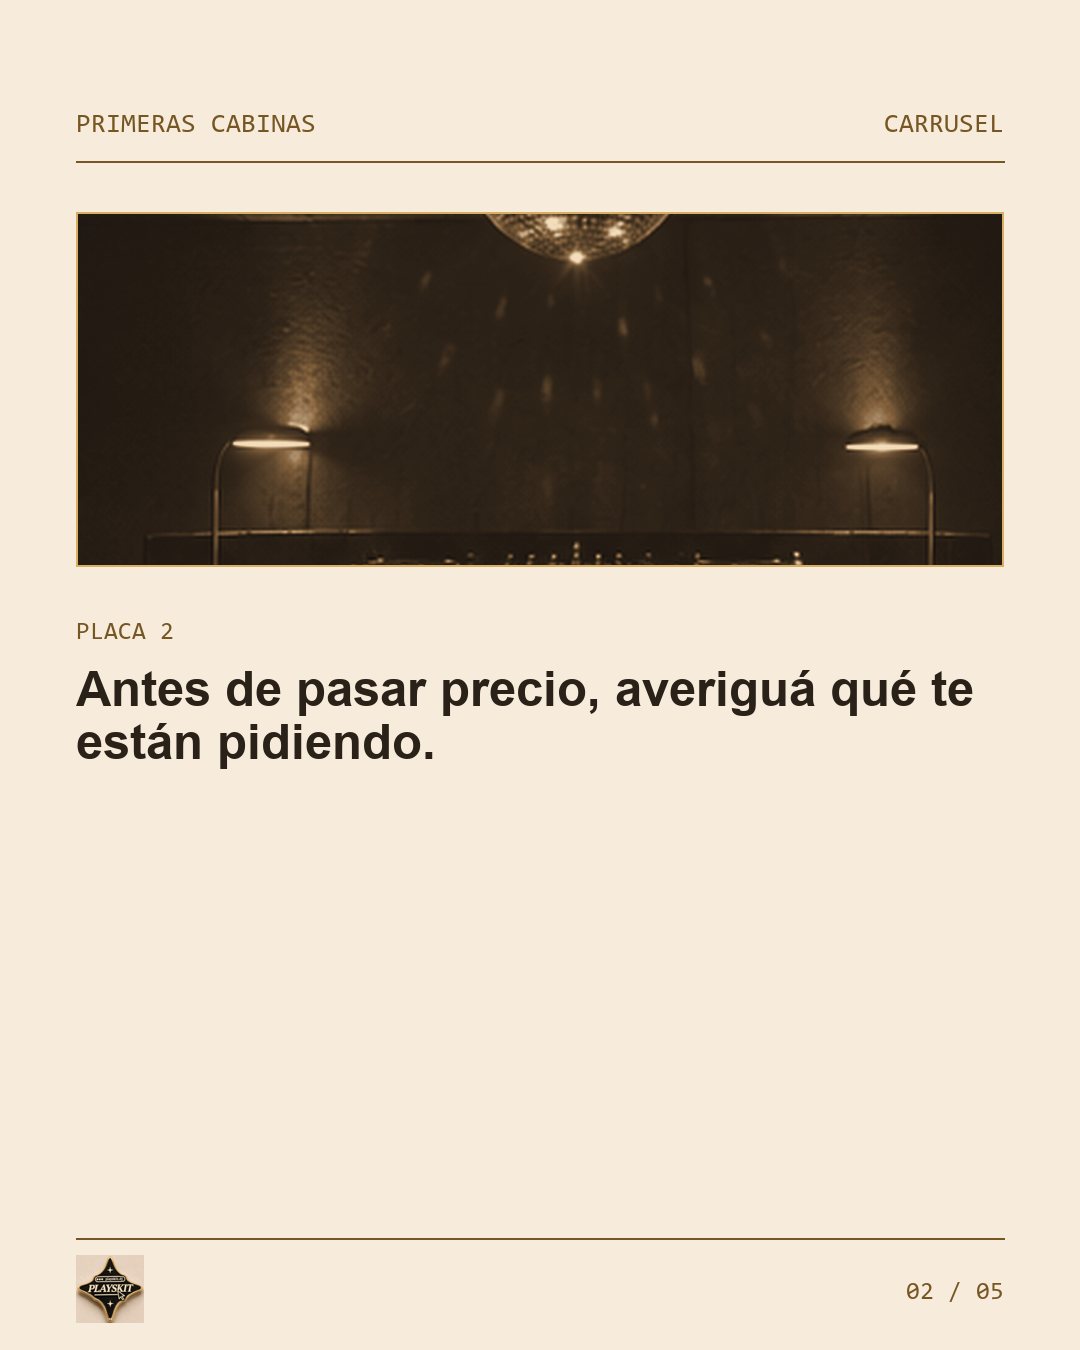 PRIMERAS CABINAS
CARRUSEL
PLACA 2
Antes de pasar precio, averiguá qué te
están pidiendo.
PLAYSKIT
02 / 05